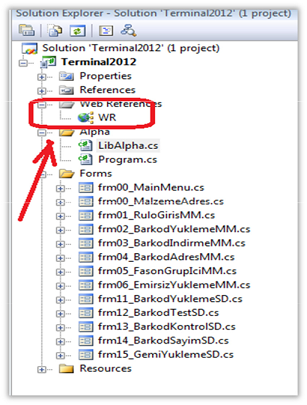 Solution Explorer - Solution 'Terminal2012' (1 project)
Solution 'Terminal2012' (1 project)
Terminal2012
Properties
References
Web References
WR
Alpha
LibAlpha.cs
Program.cs
Forms
frm00_MainMenu.cs
frm00_MalzemeAdres.cs
frm01_RuloGirisMM.cs
frm02_BarkodYuklemeMM.cs
frm03_BarkodIndirmeMM.cs
frm04_BarkodAdresMM.cs
frm05_FasonGrupIciMM.cs
frm06_EmirsizYuklemeMM.cs
frm11_BarkodYuklemeSD.cs
frm12_BarkodTestSD.cs
frm13_BarkodKontrolSD.cs
frm14_BarkodSayimSD.cs
frm15_GemiYuklemeSD.cs
Resources